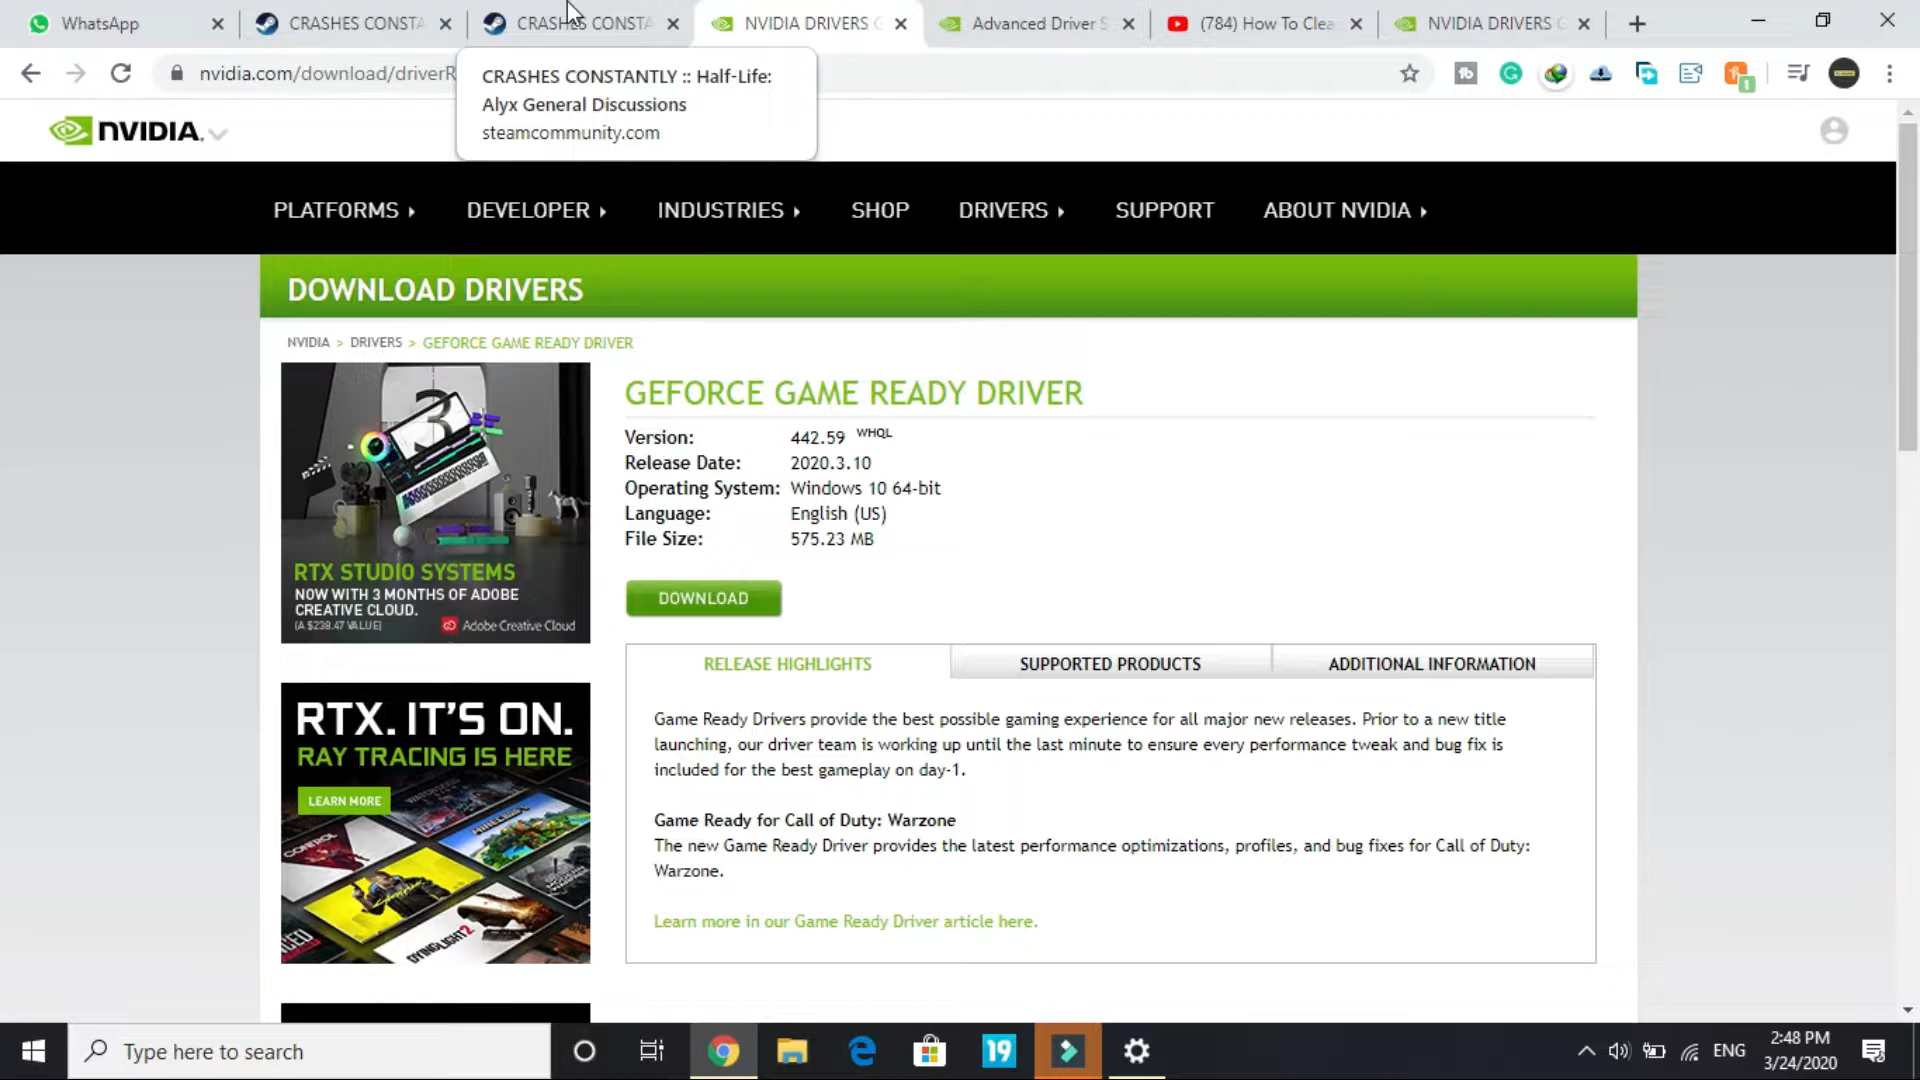 WhatsApp
CRASHES CONSTA
CRASHES CONSTA
NVIDIA DRIVERS G
Advanced Driver S
(784) How To Clea
NVIDIA DRIVERS G
nvidia.com/download/driverR
CRASHES CONSTANTLY :: Half-Life:
Alyx General Discussions
steamcommunity.com
NVIDIA.
PLATFORMS
DEVELOPER
INDUSTRIES
SHOP
DRIVERS
SUPPORT
ABOUT NVIDIA
DOWNLOAD DRIVERS
NVIDIA > DRIVERS > GEFORCE GAME READY DRIVER
RTX STUDIO SYSTEMS
NOW WITH 3 MONTHS OF ADOBE
CREATIVE CLOUD.
(A $238.47 VALUE)
Adobe Creative Cloud
GEFORCE GAME READY DRIVER
Version: 442.59 WHQL
Release Date: 2020.3.10
Operating System: Windows 10 64-bit
Language: English (US)
File Size: 575.23 MB
DOWNLOAD
RELEASE HIGHLIGHTS
SUPPORTED PRODUCTS
ADDITIONAL INFORMATION
Game Ready Drivers provide the best possible gaming experience for all major new releases. Prior to a new title
launching, our driver team is working up until the last minute to ensure every performance tweak and bug fix is
included for the best gameplay on day-1.
Game Ready for Call of Duty: Warzone
The new Game Ready Driver provides the latest performance optimizations, profiles, and bug fixes for Call of Duty:
Warzone.
Learn more in our Game Ready Driver article here.
RTX. IT'S ON.
RAY TRACING IS HERE
LEARN MORE
CONTROL
MINECRAFT
DYING LIGHT 2
Type here to search
19
ENG
2:48 PM
3/24/2020